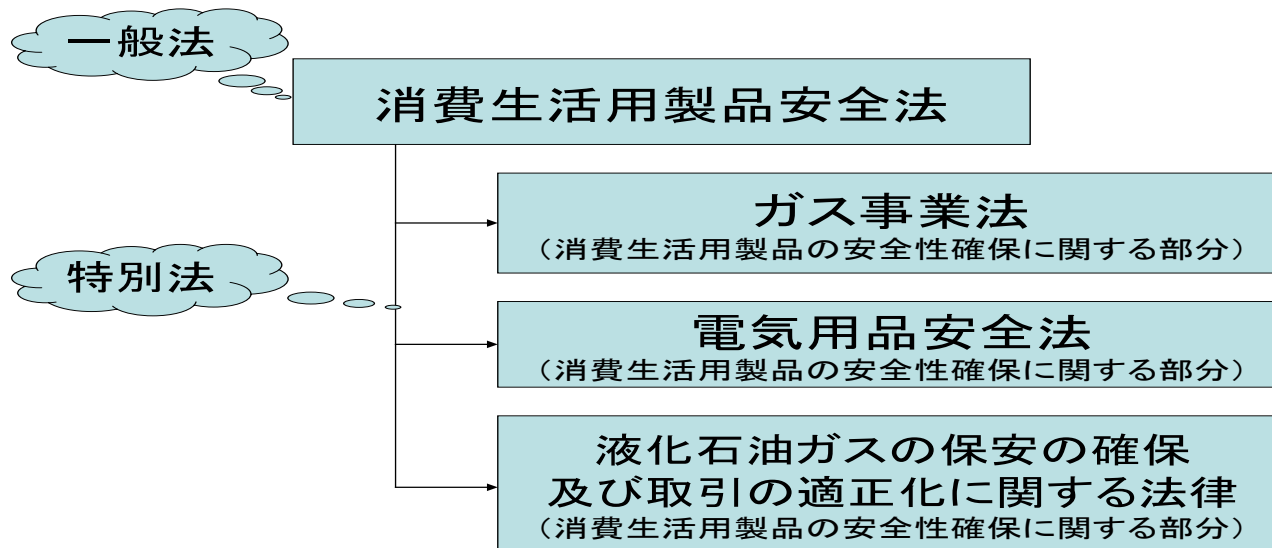 一般法
消費生活用製品安全法
ガス事業法
（消費生活用製品の安全性確保に関する部分）
特別法
電気用品安全法
（消費生活用製品の安全性確保に関する部分）
液化石油ガスの保安の確保
及び取引の適正化に関する法律
（消費生活用製品の安全性確保に関する部分）